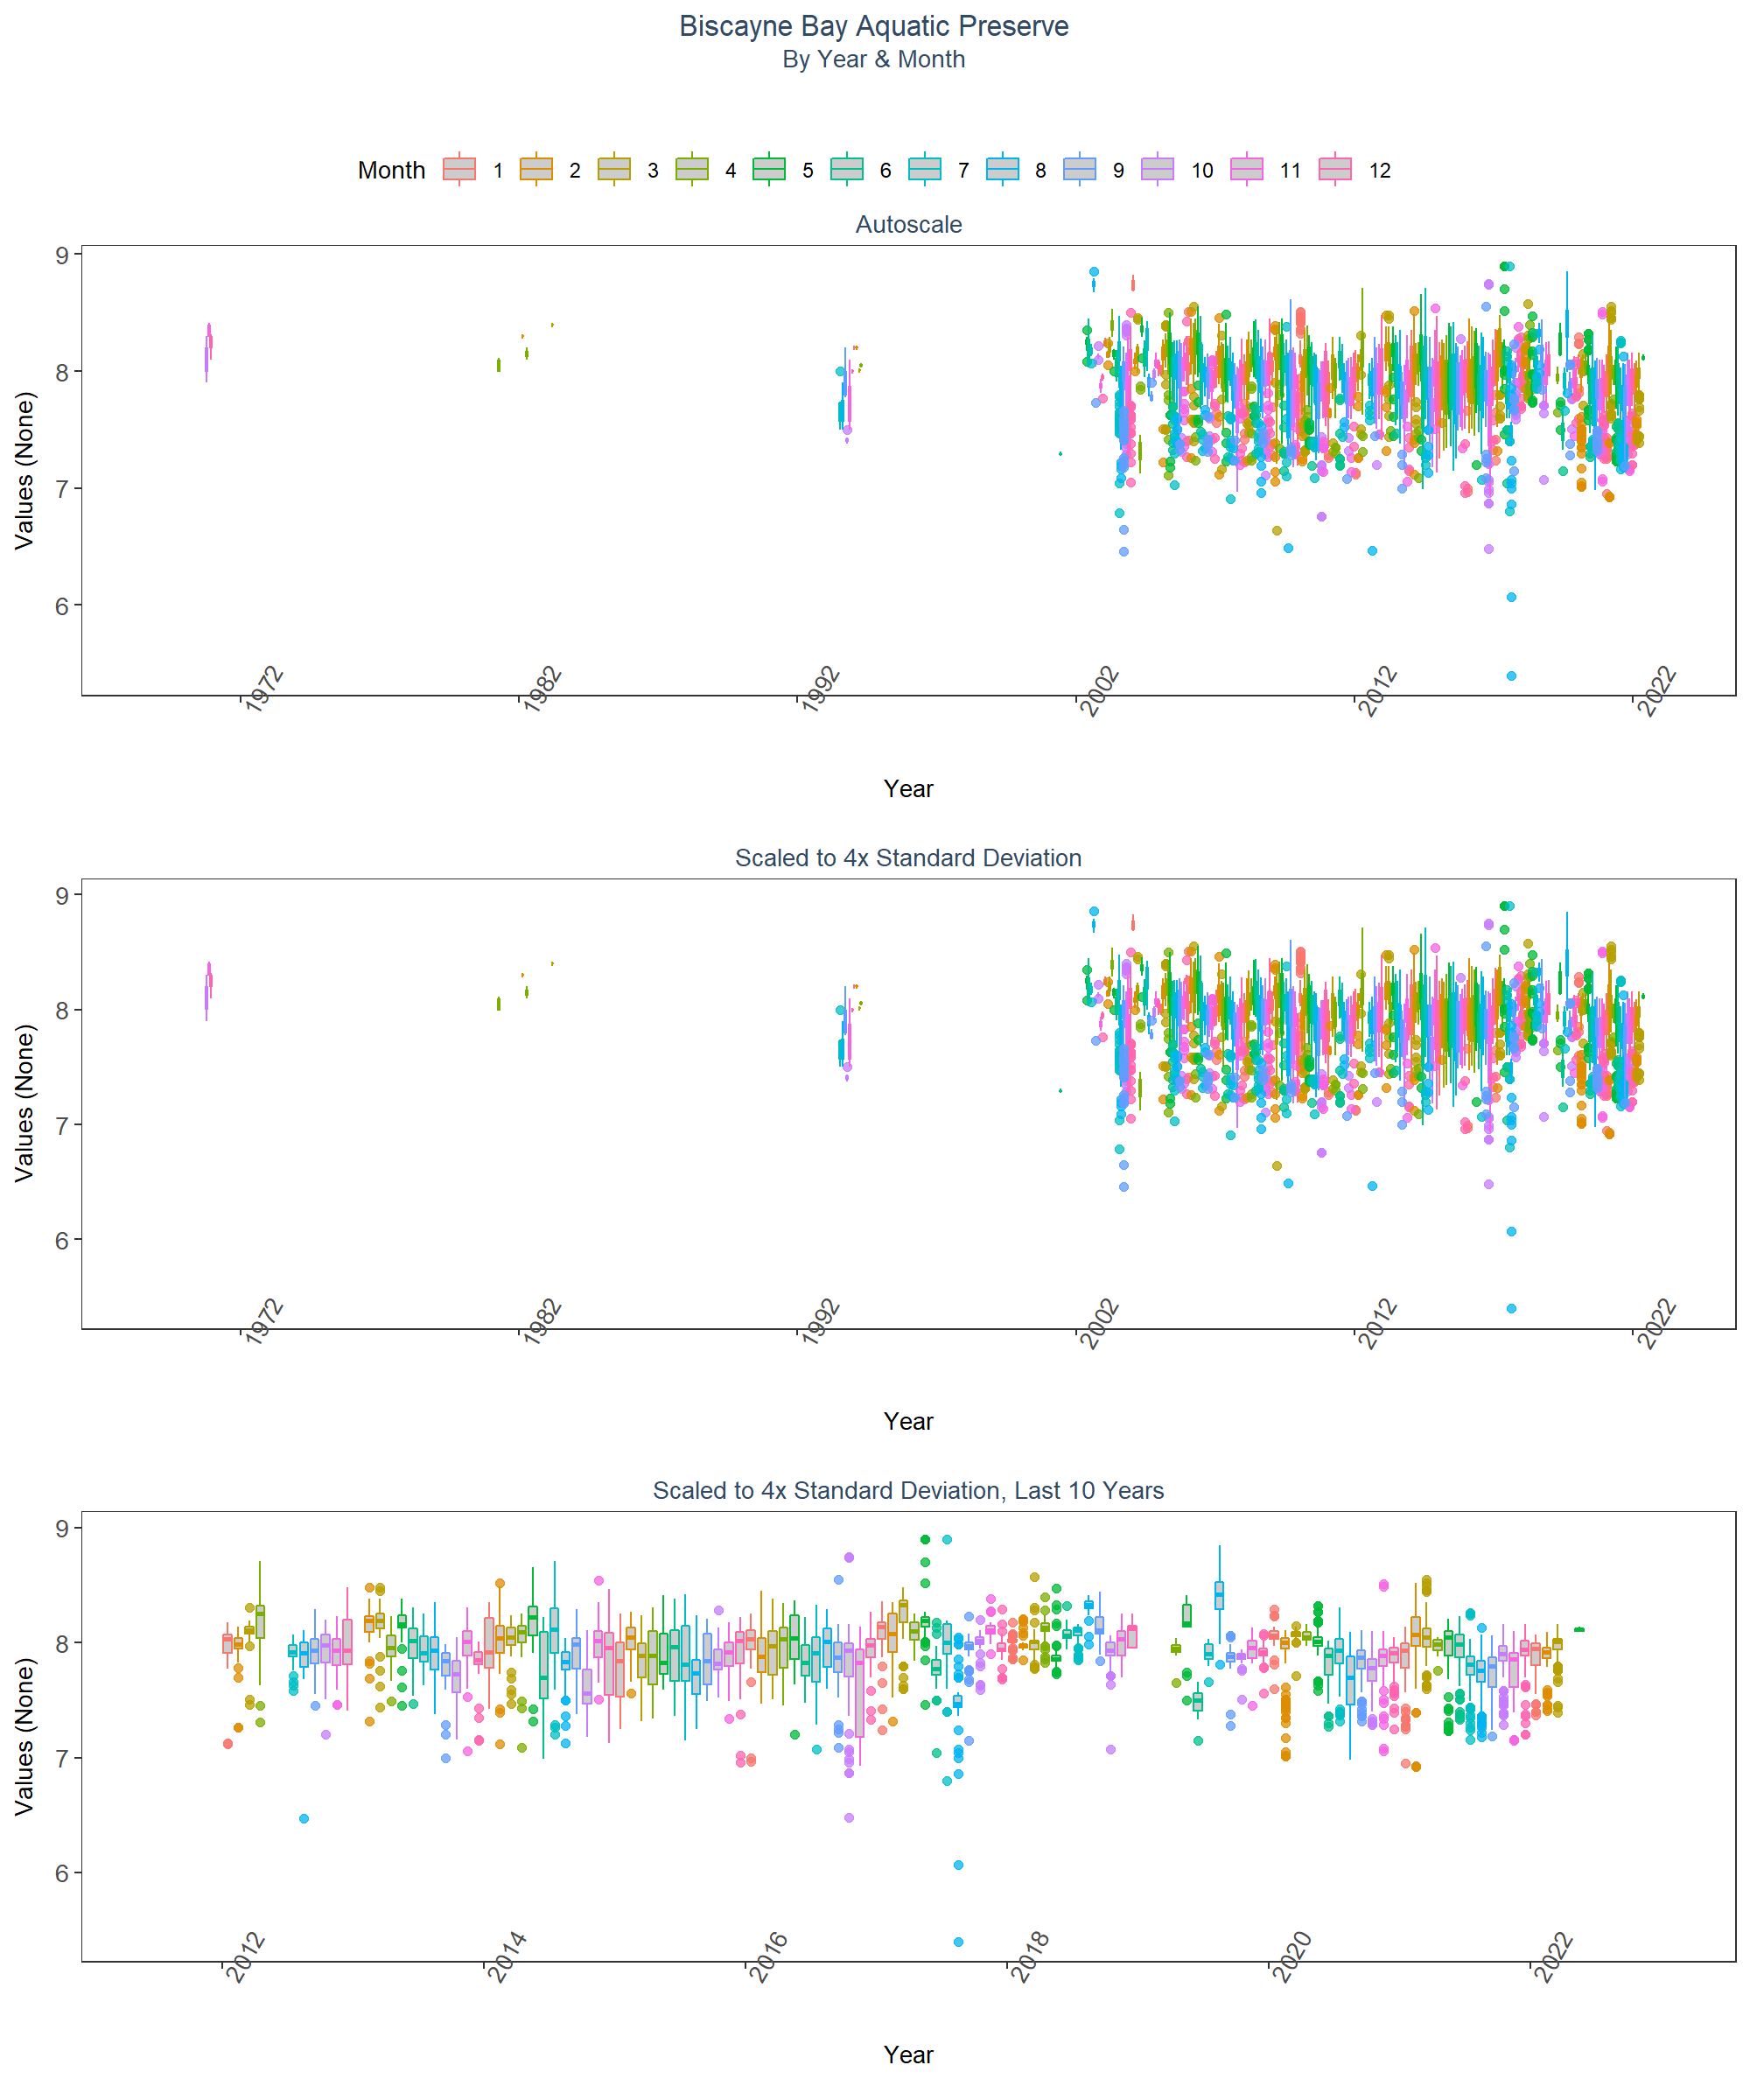 Biscayne Bay Aquatic Preserve
By Year & Month
Month 1 2 3 4 5 6 7 8 9 10 11 12
Autoscale
Values (None)
9
8
7
6
1972 1982 1992 2002 2012 2022
Year
Scaled to 4x Standard Deviation
Values (None)
9
8
7
6
1972 1982 1992 2002 2012 2022
Year
Scaled to 4x Standard Deviation, Last 10 Years
Values (None)
9
8
7
6
2012 2014 2016 2018 2020 2022
Year